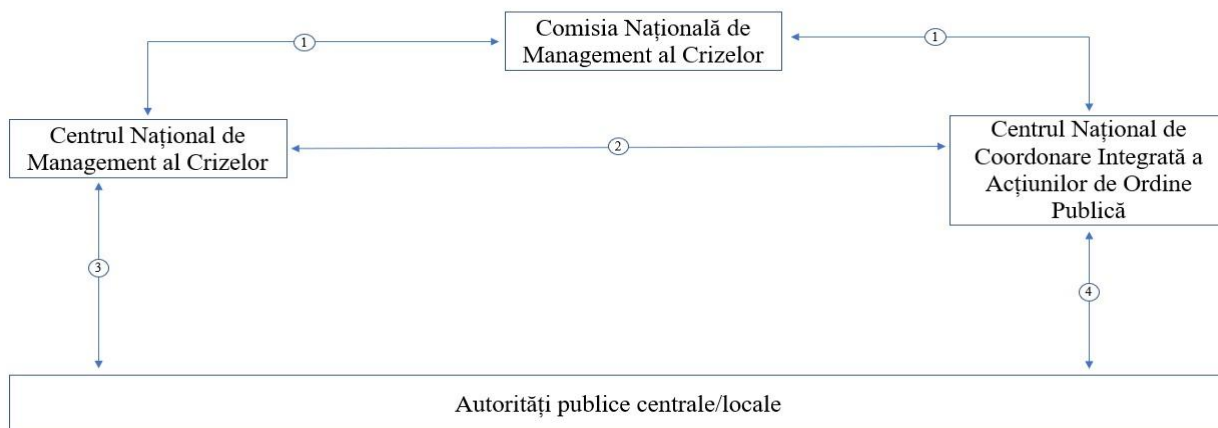 Comisia Națională de
Management al Crizelor
1
1
Centrul Național de
Management al Crizelor
2
Centrul Național de
Coordonare Integrată a
Acțiunilor de Ordine
Publică
3
4
Autorități publice centrale/locale